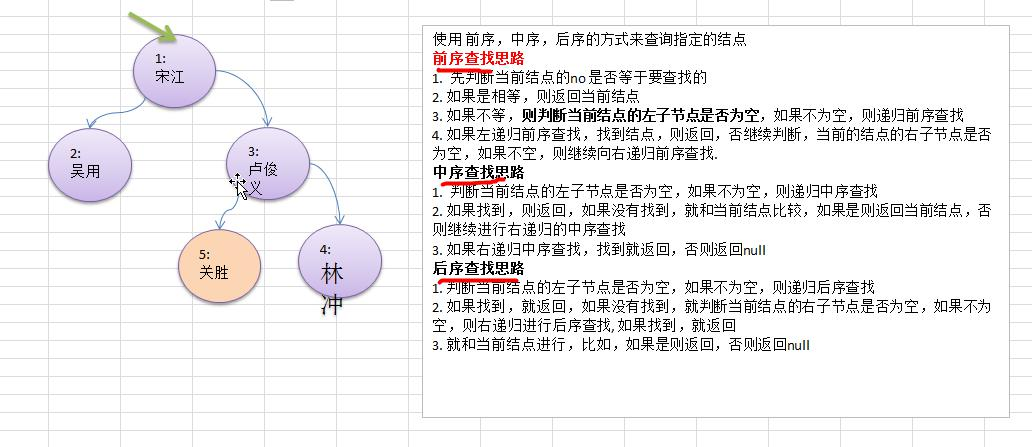 1:
宋江
2:
吴用
3:
卢俊
义
5:
关胜
4:
林
冲
使用前序，中序，后序的方式来查询指定的结点
前序查找思路
1. 先判断当前结点的no是否等于要查找的
2. 如果是相等，则返回当前结点
3. 如果不等，则判断当前结点的左子节点是否为空，如果不为空，则递归前序查找
4. 如果左递归前序查找，找到结点，则返回，否继续判断，当前的结点的右子节点是否
为空，如果不空，则继续向右递归前序查找.
中序查找思路
1. 判断当前结点的左子节点是否为空，如果不为空，则递归中序查找
2. 如果找到，则返回，如果没有找到，就和当前结点比较，如果是则返回当前结点，否
则继续进行右递归的中序查找
3. 如果右递归中序查找，找到就返回，否则返回null
后序查找思路
1. 判断当前结点的左子节点是否为空，如果不为空，则递归后序查找
2. 如果找到，就返回，如果没有找到，就判断当前结点的右子节点是否为空，如果不为
空，则右递归进行后序查找, 如果找到，就返回
3. 就和当前结点进行，比如，如果是则返回，否则返回null